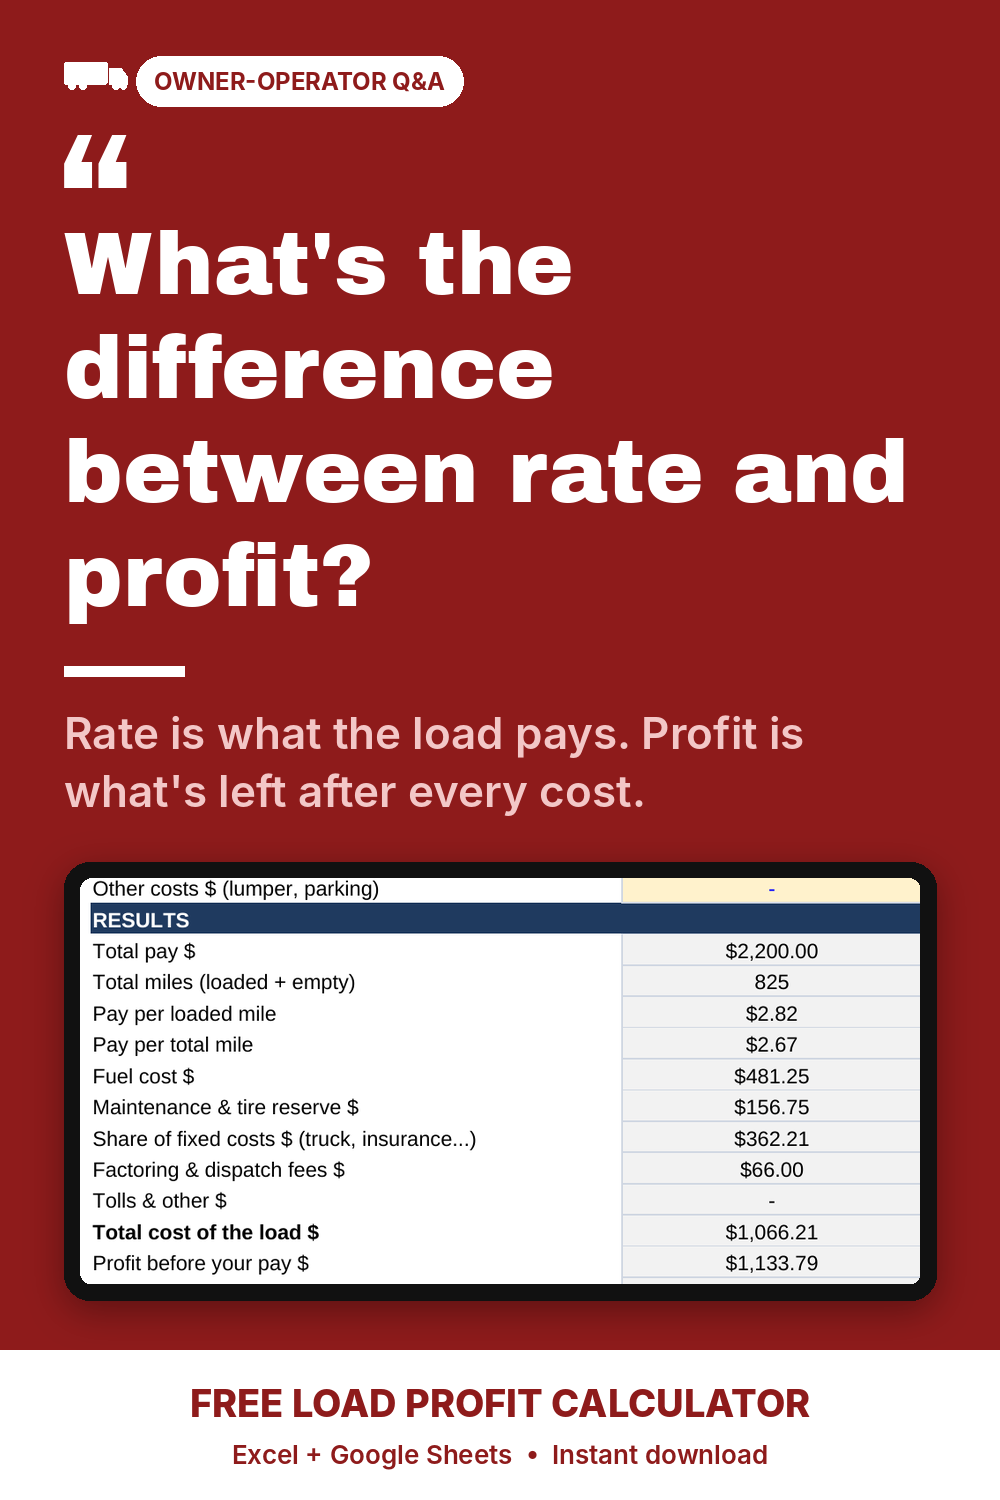 OWNER-OPERATOR Q&A
“
What's the
difference
between rate and
profit?
Rate is what the load pays. Profit is
what's left after every cost.
Other costs $ (lumper, parking) -
RESULTS
Total pay $ $2,200.00
Total miles (loaded + empty) 825
Pay per loaded mile $2.82
Pay per total mile $2.67
Fuel cost $ $481.25
Maintenance & tire reserve $ $156.75
Share of fixed costs $ (truck, insurance...) $362.21
Factoring & dispatch fees $ $66.00
Tolls & other $ -
Total cost of the load $ $1,066.21
Profit before your pay $ $1,133.79
FREE LOAD PROFIT CALCULATOR
Excel + Google Sheets • Instant download